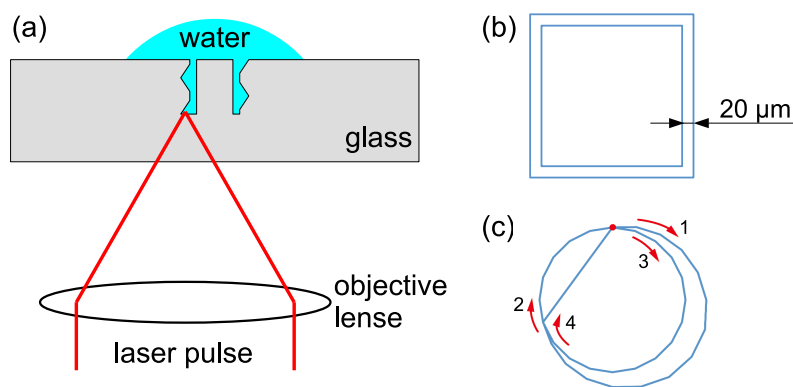 (a)
water
glass
objective
lense
laser pulse
(b)
20 µm
(c)
1
3
2
4